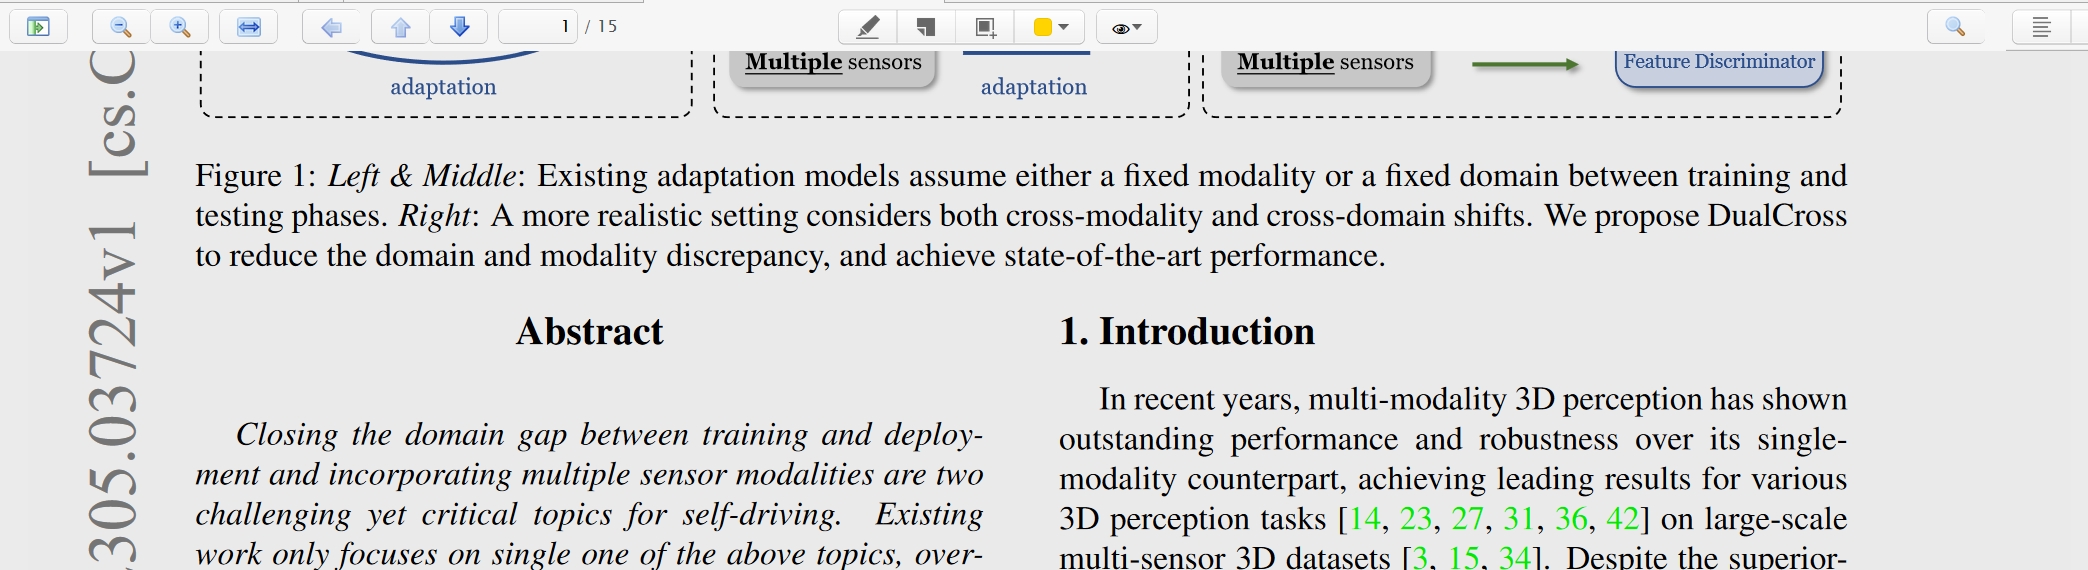 1 / 15
adaptation
Multiple sensors
adaptation
Multiple sensors
Feature Discriminator
305.03724v1 [cs.C
Figure 1: Left & Middle: Existing adaptation models assume either a fixed modality or a fixed domain between training and
testing phases. Right: A more realistic setting considers both cross-modality and cross-domain shifts. We propose DualCross
to reduce the domain and modality discrepancy, and achieve state-of-the-art performance.
Abstract
Closing the domain gap between training and deploy-
ment and incorporating multiple sensor modalities are two
challenging yet critical topics for self-driving. Existing
work only focuses on single one of the above topics, over-
1. Introduction
In recent years, multi-modality 3D perception has shown
outstanding performance and robustness over its single-
modality counterpart, achieving leading results for various
3D perception tasks [14, 23, 27, 31, 36, 42] on large-scale
multi-sensor 3D datasets [3, 15, 34]. Despite the superior-